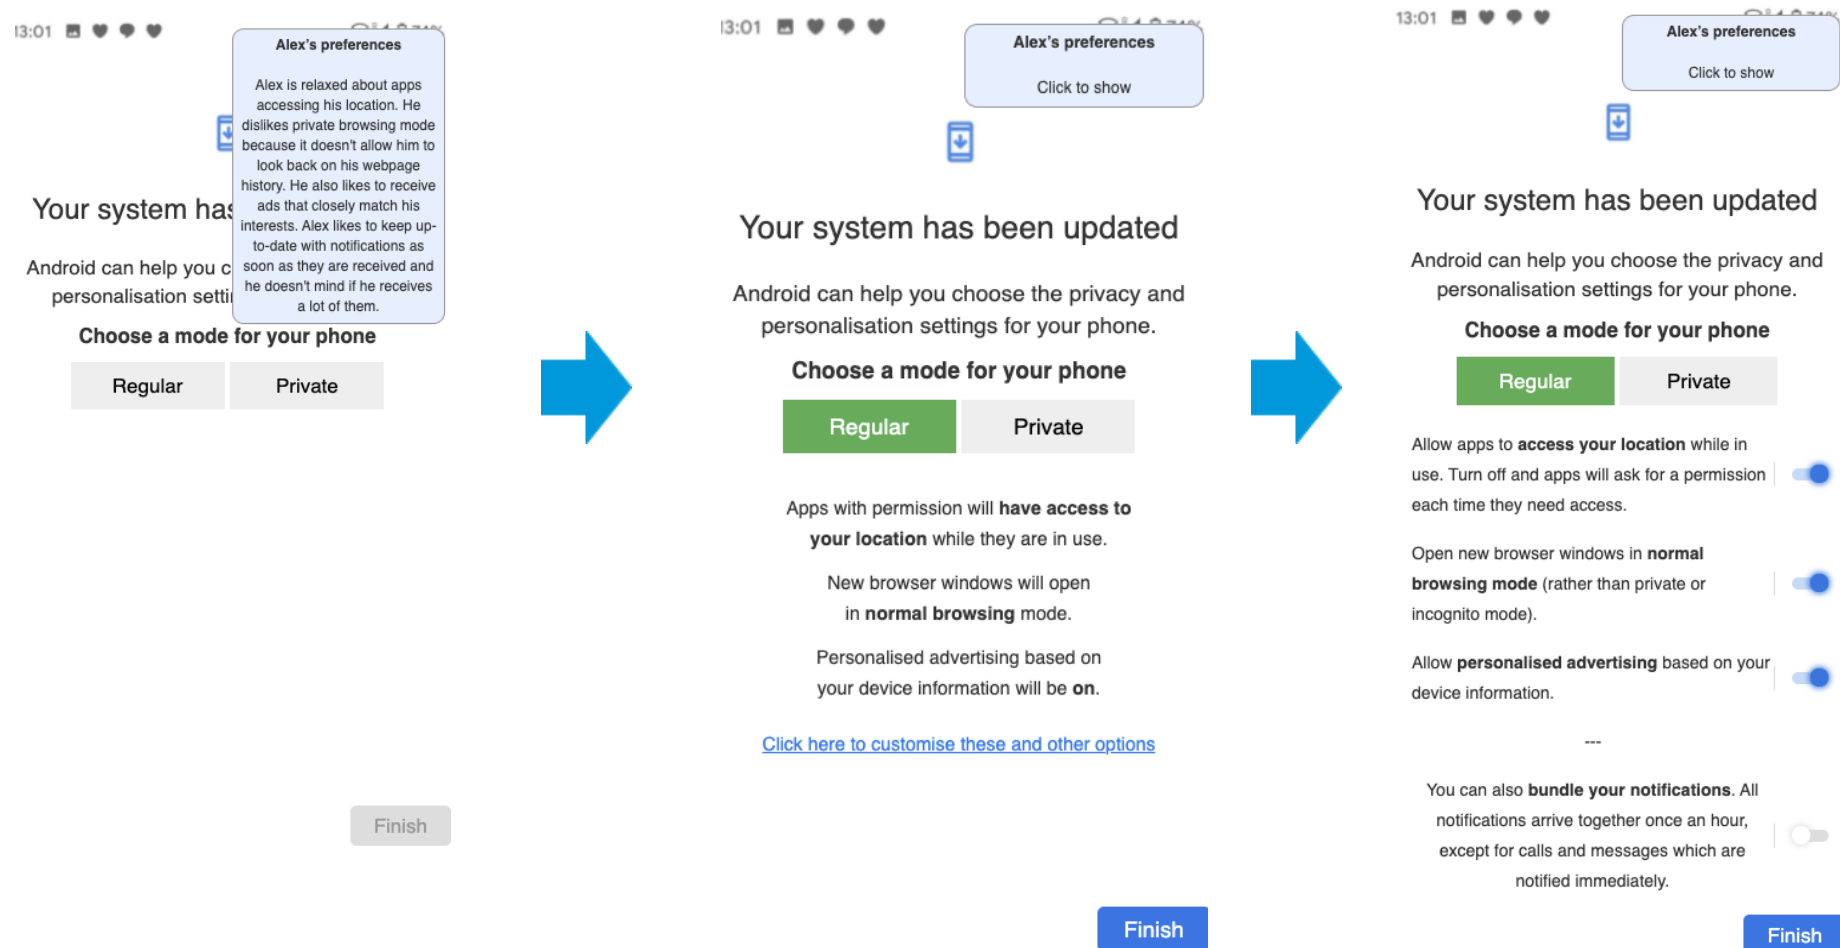 13:01
Alex's preferences
Alex is relaxed about apps
accessing his location. He
dislikes private browsing mode
because it doesn't allow him to
look back on his webpage
history. He also likes to receive
ads that closely match his
interests. Alex likes to keep up-
to-date with notifications as
soon as they are received and
he doesn't mind if he receives
a lot of them.
Your system has
Android can help you c
personalisation setti
Choose a mode for your phone
Regular Private
Finish
13:01
Alex's preferences
Click to show
Your system has been updated
Android can help you choose the privacy and
personalisation settings for your phone.
Choose a mode for your phone
Regular Private
Apps with permission will have access to
your location while they are in use.
New browser windows will open
in normal browsing mode.
Personalised advertising based on
your device information will be on.
Click here to customise these and other options
Finish
13:01
Alex's preferences
Click to show
Your system has been updated
Android can help you choose the privacy and
personalisation settings for your phone.
Choose a mode for your phone
Regular Private
Allow apps to access your location while in
use. Turn off and apps will ask for a permission
each time they need access.
Open new browser windows in normal
browsing mode (rather than private or
incognito mode).
Allow personalised advertising based on your
device information.
---
You can also bundle your notifications. All
notifications arrive together once an hour,
except for calls and messages which are
notified immediately.
Finish